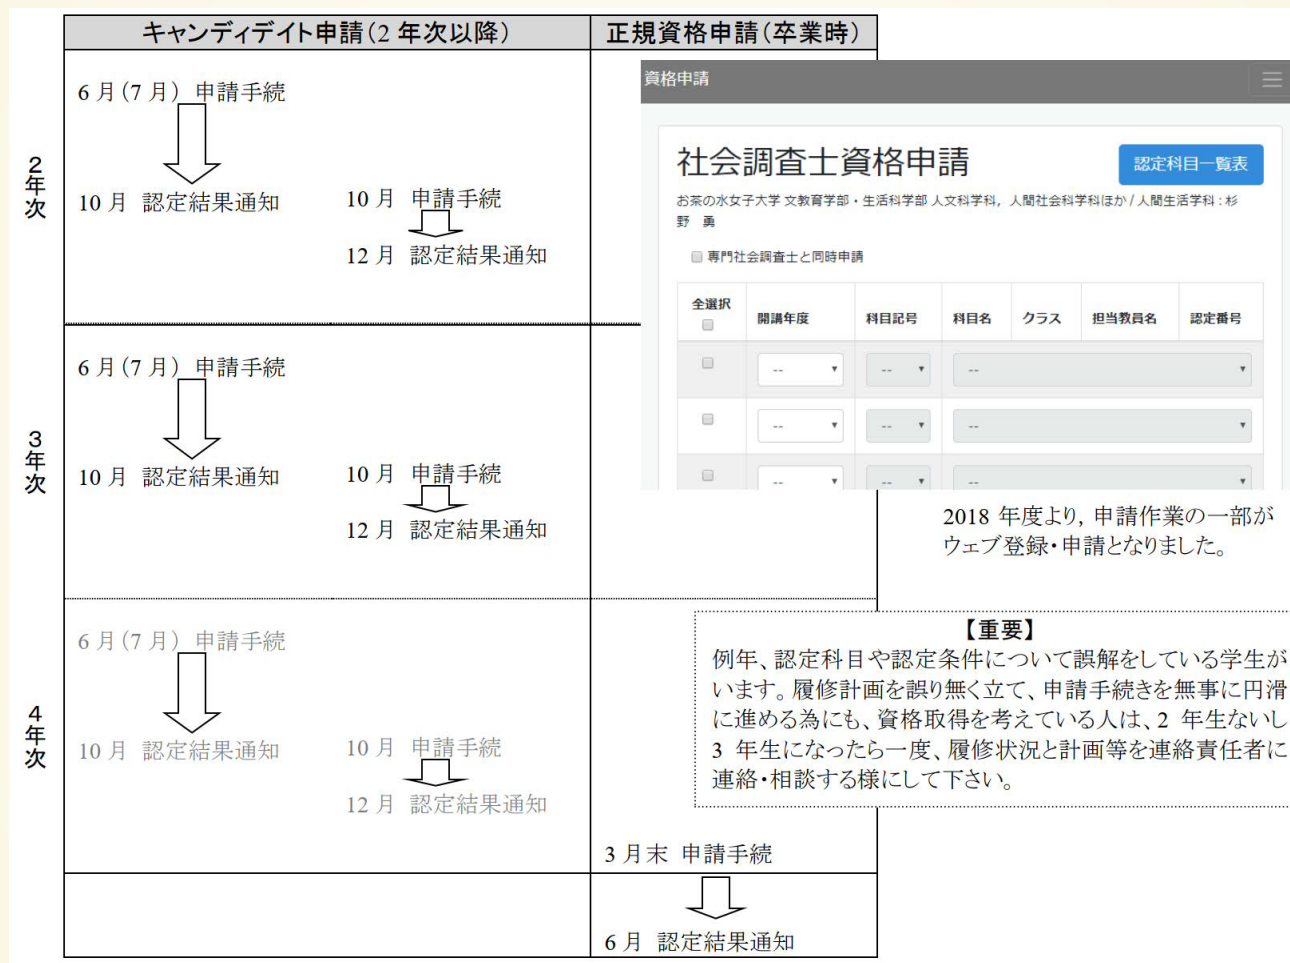 キャンディデイト申請(2 年次以降)
正規資格申請(卒業時)
2年次
6 月(7 月) 申請手続
10 月 認定結果通知
10 月 申請手続
12 月 認定結果通知
資格申請
社会調査士資格申請
認定科目一覧表
お茶の水女子大学 文教育学部・生活科学部 人文科学科, 人間社会科学科ほか / 人間生活学科 : 杉
野 勇
専門社会調査士と同時申請
全選択 開講年度 科目記号 科目名 クラス 担当教員名 認定番号
-- -- --
-- -- --
-- -- --
2018 年度より, 申請作業の一部が
ウェブ登録・申請となりました。
3年次
6 月(7 月) 申請手続
10 月 認定結果通知
10 月 申請手続
12 月 認定結果通知
4年次
6 月(7 月) 申請手続
10 月 認定結果通知
10 月 申請手続
12 月 認定結果通知
【重要】
例年、認定科目や認定条件について誤解をしている学生が
います。履修計画を誤り無く立て、申請手続きを無事に円滑
に進める為にも、資格取得を考えている人は、2 年生ないし
3 年生になったら一度、履修状況と計画等を連絡責任者に
連絡・相談する様にして下さい。
3 月末 申請手続
6 月 認定結果通知